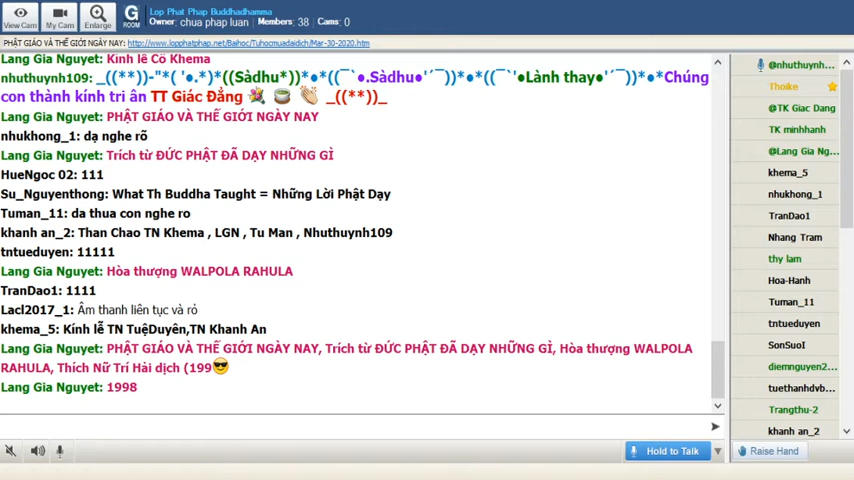 Lop Phat Phap Buddhadhamma
Owner: chua phap luan Members: 38 Cams: 0
View Cam My Cam Enlarge G ROOM
PHẬT GIÁO VÀ THẾ GIỚI NGÀY NAY: http://www.lopphatphap.net/Baihoc/Tuhocmuadaidich/Mar-30-2020.htm
Lang Gia Nguyet: Kính lễ Cô Khema
nhuthuynh109: _((**))-"*( '●.*)*((Sàdhu*))*●*((¯`●.Sàdhu●'´¯))*●*((¯`'●Lành thay●'´¯))*●*Chúng
con thành kính tri ân TT Giác Đẳng _((**))_
Lang Gia Nguyet: PHẬT GIÁO VÀ THẾ GIỚI NGÀY NAY
nhukhong_1: dạ nghe rõ
Lang Gia Nguyet: Trích từ ĐỨC PHẬT ĐÃ DẠY NHỮNG GÌ
HueNgoc 02: 111
Su_Nguyenthong: What Th Buddha Taught = Những Lời Phật Dạy
Tuman_11: da thua con nghe ro
khanh an_2: Than Chao TN Khema , LGN , Tu Man , Nhuthuynh109
tntueduyen: 11111
Lang Gia Nguyet: Hòa thượng WALPOLA RAHULA
TranDao1: 1111
Lacl2017_1: Âm thanh liên tục và rỏ
khema_5: Kính lễ TN TuệDuyên,TN Khanh An
Lang Gia Nguyet: PHẬT GIÁO VÀ THẾ GIỚI NGÀY NAY, Trích từ ĐỨC PHẬT ĐÃ DẠY NHỮNG GÌ, Hòa thượng WALPOLA
RAHULA, Thích Nữ Trí Hải dịch (199
Lang Gia Nguyet: 1998
@nhuthuynh...
Thoike
@TK Giac Dang
TK minhhanh
@Lang Gia Ng...
khema_5
nhukhong_1
TranDao1
Nhang Tram
thy lam
Hoa-Hanh
Tuman_11
tntueduyen
SonSuoI
diemnguyen2...
tuethanhdvb...
Trangthu-2
khanh an_2
Hold to Talk
Raise Hand